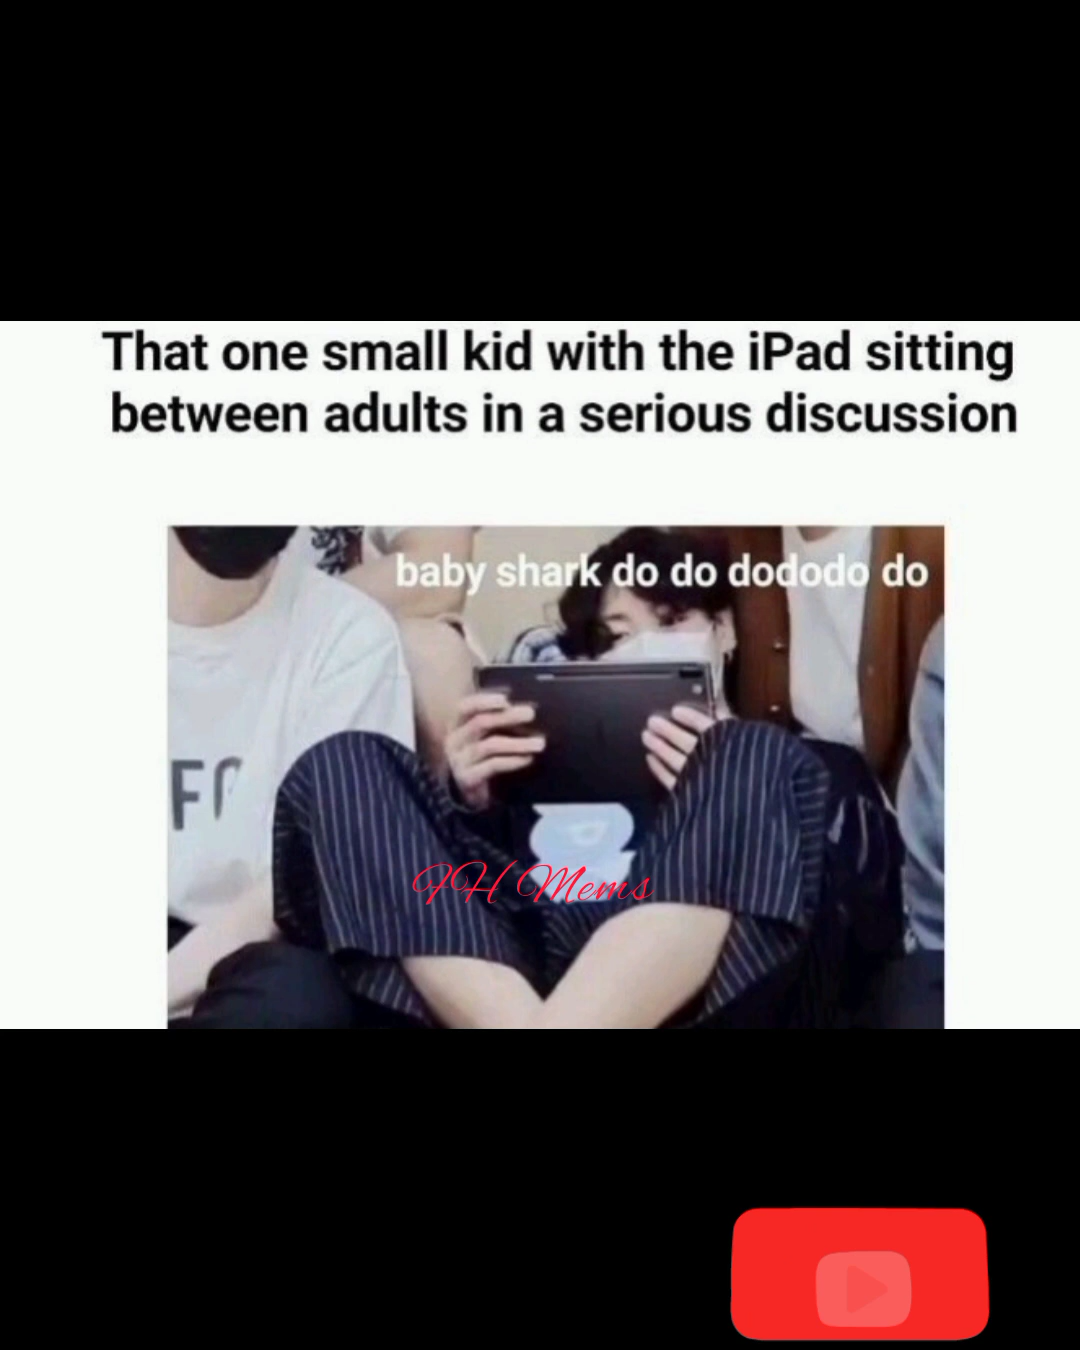 That one small kid with the iPad sitting
between adults in a serious discussion
baby shark do do dododo do
JH Mems